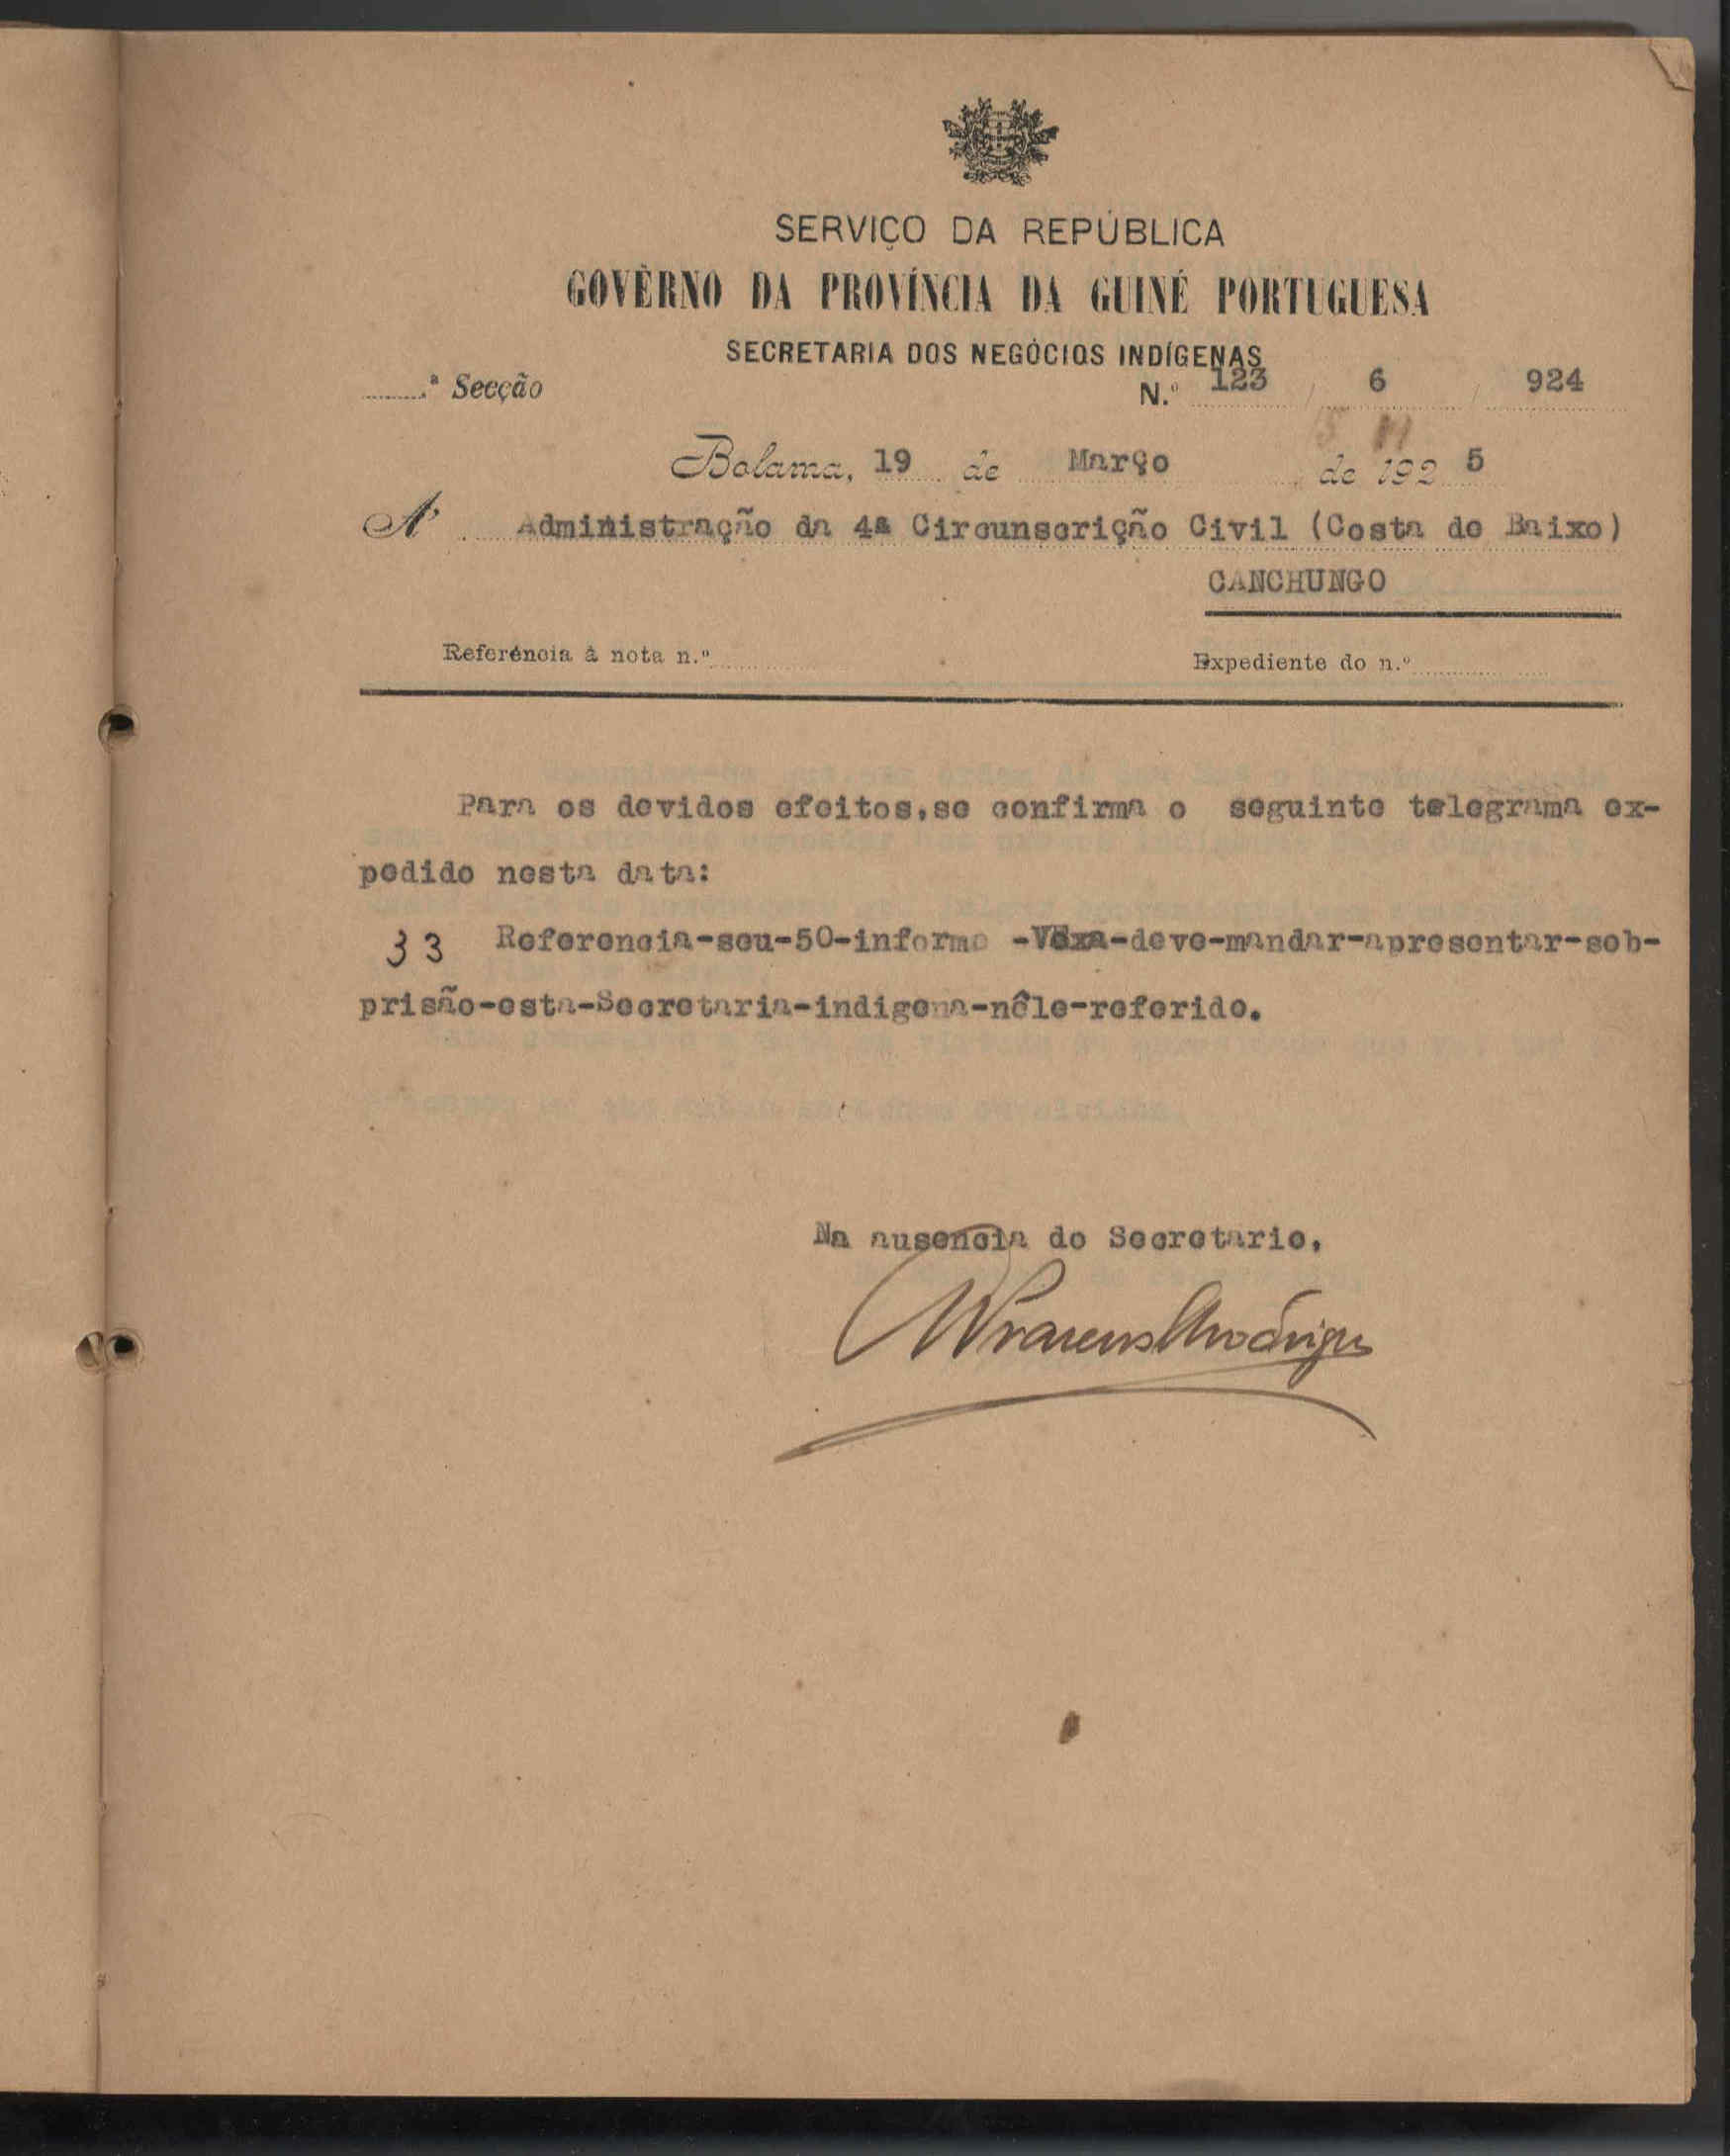 SERVIÇO DA REPÚBLICA
GOVÊRNO DA PROVÍNCIA DA GUINÉ PORTUGUESA
SECRETARIA DOS NEGÓCIOS INDÍGENAS
.ª Secção
N.º 123 / 6 / 924
Bolama, 19 de Março de 192 5
A' Administração da 4ª Circunscrição Civil (Costa de Baixo)
CANCHUNGO
Referência à nota n.º
Expediente do n.º
Para os devidos efeitos,se confirma o seguinte telegrama ex-
pedido nesta data:
33 Referencia-seu-50-informo -Vexa-deve-mandar-apresentar-sob-
prisão-esta-Secretaria-indigena-nêle-referido.
Na ausencia do Secretario,